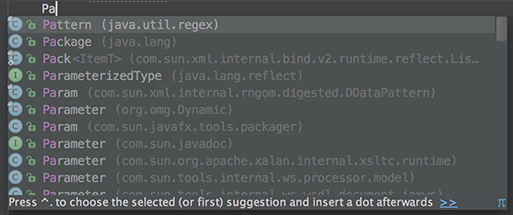 Pa
Pattern (java.util.regex)
Package (java.lang)
Pack<ItemT> (com.sun.xml.internal.bind.v2.runtime.reflect.Lis…
ParameterizedType (java.lang.reflect)
Param (com.sun.xml.internal.rngom.digested.DDataPattern)
Parameter (org.omg.Dynamic)
Param (com.sun.javafx.tools.packager)
Parameter (com.sun.javadoc)
Parameter (com.sun.org.apache.xalan.internal.xsltc.runtime)
Parameter (com.sun.tools.internal.ws.processor.model)
Parameter (com.sun.tools.internal.ws.wsdl.document.jaxws)
Press ^. to choose the selected (or first) suggestion and insert a dot afterwards >> π